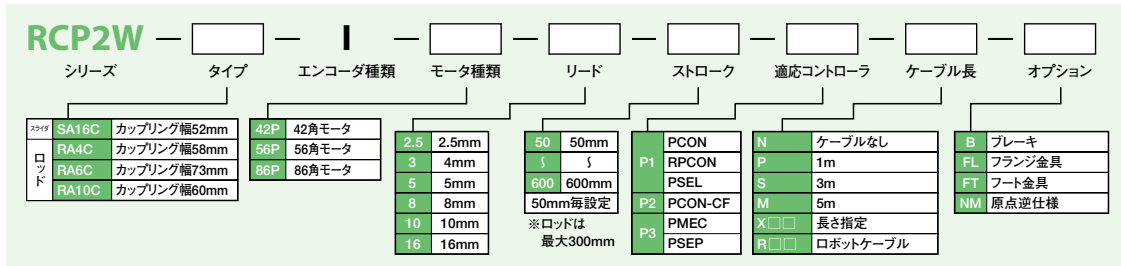 RCP2W — □ — I — □ — □ — □ — □ — □ — □
シリーズ タイプ エンコーダ種類 モータ種類 リード ストローク 適応コントローラ ケーブル長 オプション
スライダ SA16C カップリング幅52mm
ロッド RA4C カップリング幅58mm
RA6C カップリング幅73mm
RA10C カップリング幅60mm
42P 42角モータ
56P 56角モータ
86P 86角モータ
2.5 2.5mm
3 4mm
5 5mm
8 8mm
10 10mm
16 16mm
50 50mm
〜 〜
600 600mm
50mm毎設定
※ロッドは
最大300mm
P1 PCON
RPCON
PSEL
P2 PCON-CF
P3 PMEC
PSEP
N ケーブルなし
P 1m
S 3m
M 5m
X□□ 長さ指定
R□□ ロボットケーブル
B ブレーキ
FL フランジ金具
FT フート金具
NM 原点逆仕様